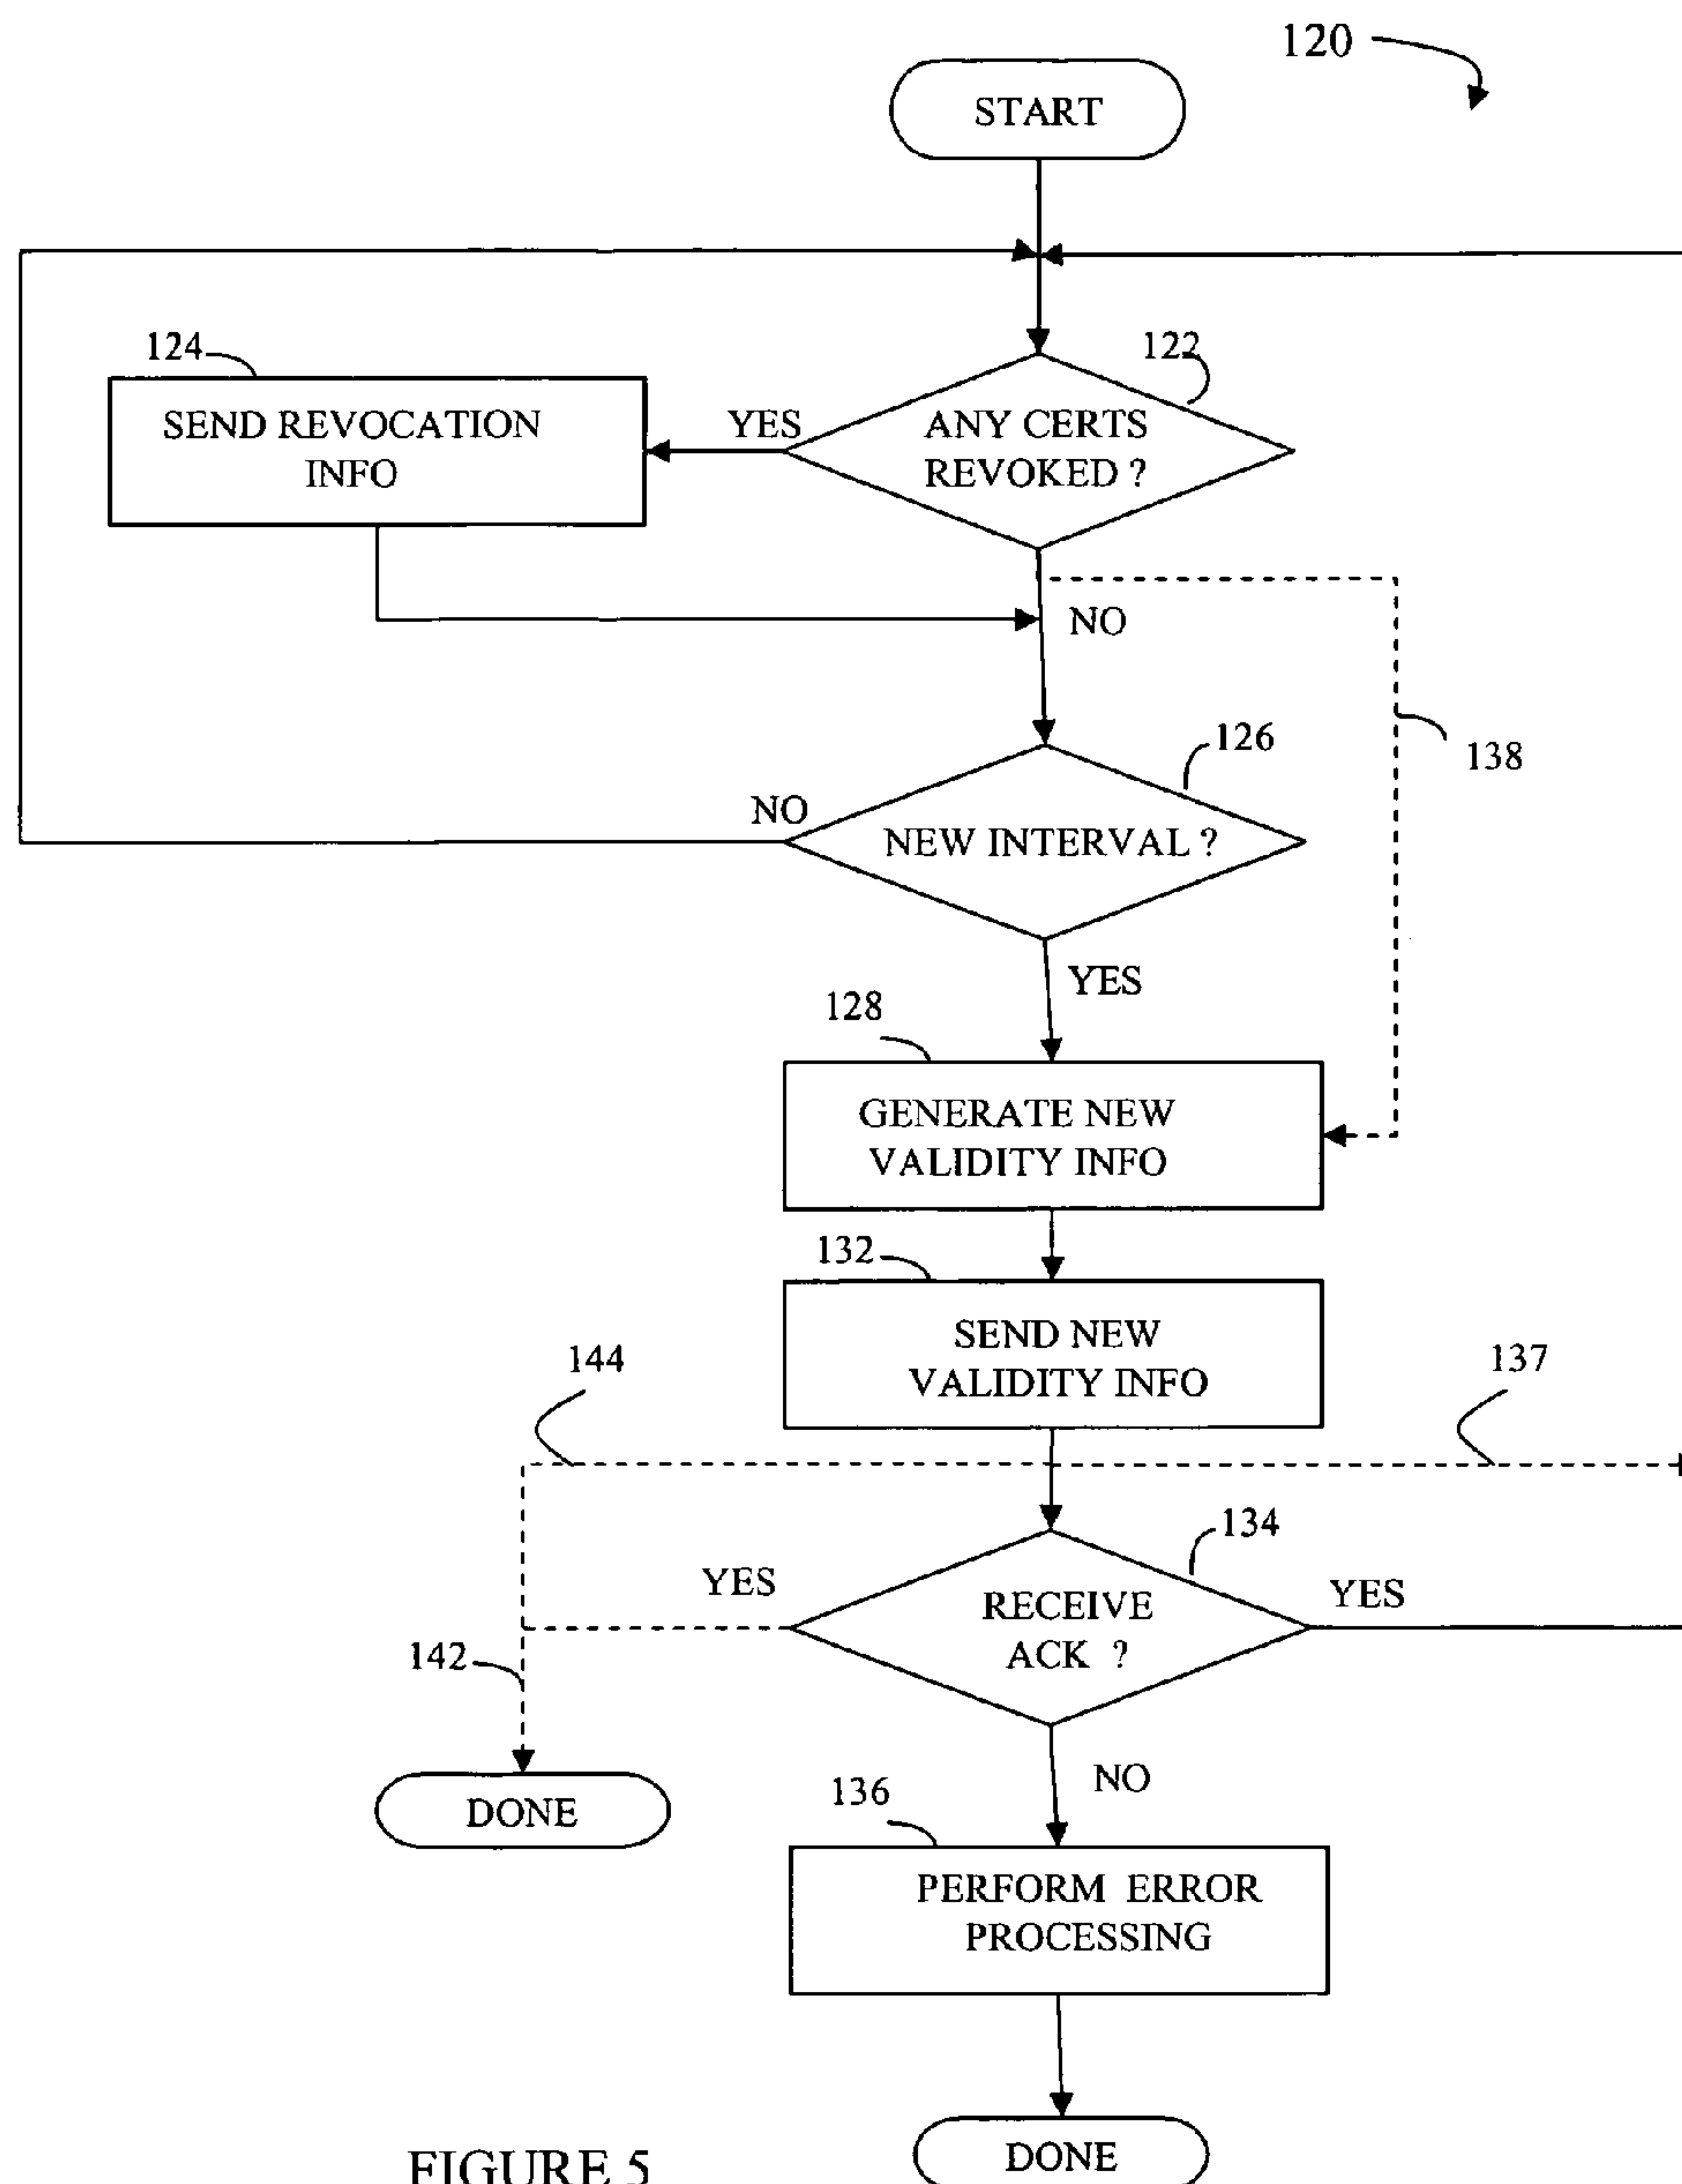 120
START
124
122
SEND REVOCATION
INFO
YES
ANY CERTS
REVOKED ?
NO
126
138
NO
NEW INTERVAL ?
YES
128
GENERATE NEW
VALIDITY INFO
132
SEND NEW
VALIDITY INFO
144
137
134
YES
RECEIVE
ACK ?
YES
142
NO
136
DONE
PERFORM ERROR
PROCESSING
FIGURE 5
DONE